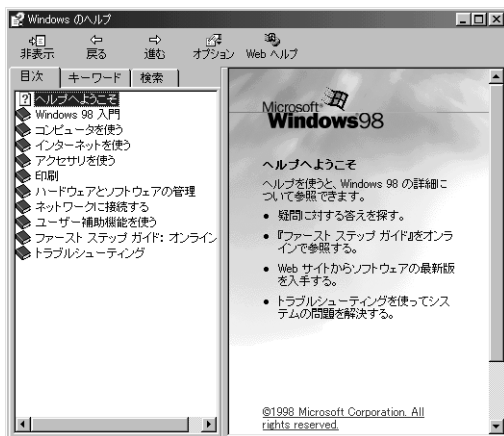 Windows のヘルプ
非表示 戻る 進む オプション Web ヘルプ
目次 キーワード 検索
ヘルプへようこそ
Windows 98 入門
コンピュータを使う
インターネットを使う
アクセサリを使う
印刷
ハードウェアとソフトウェアの管理
ネットワークに接続する
ユーザー補助機能を使う
ファースト ステップ ガイド: オンライン
トラブルシューティング
Microsoft
Windows98
ヘルプへようこそ
ヘルプを使うと、Windows 98 の詳細に
ついて参照できます。
• 疑問に対する答えを探す。
• 『ファースト ステップ ガイド』をオンラ
インで参照する。
• Web サイトからソフトウェアの最新版
を入手する。
• トラブルシューティングを使ってシス
テムの問題を解決する。
©1998 Microsoft Corporation. All
rights reserved.